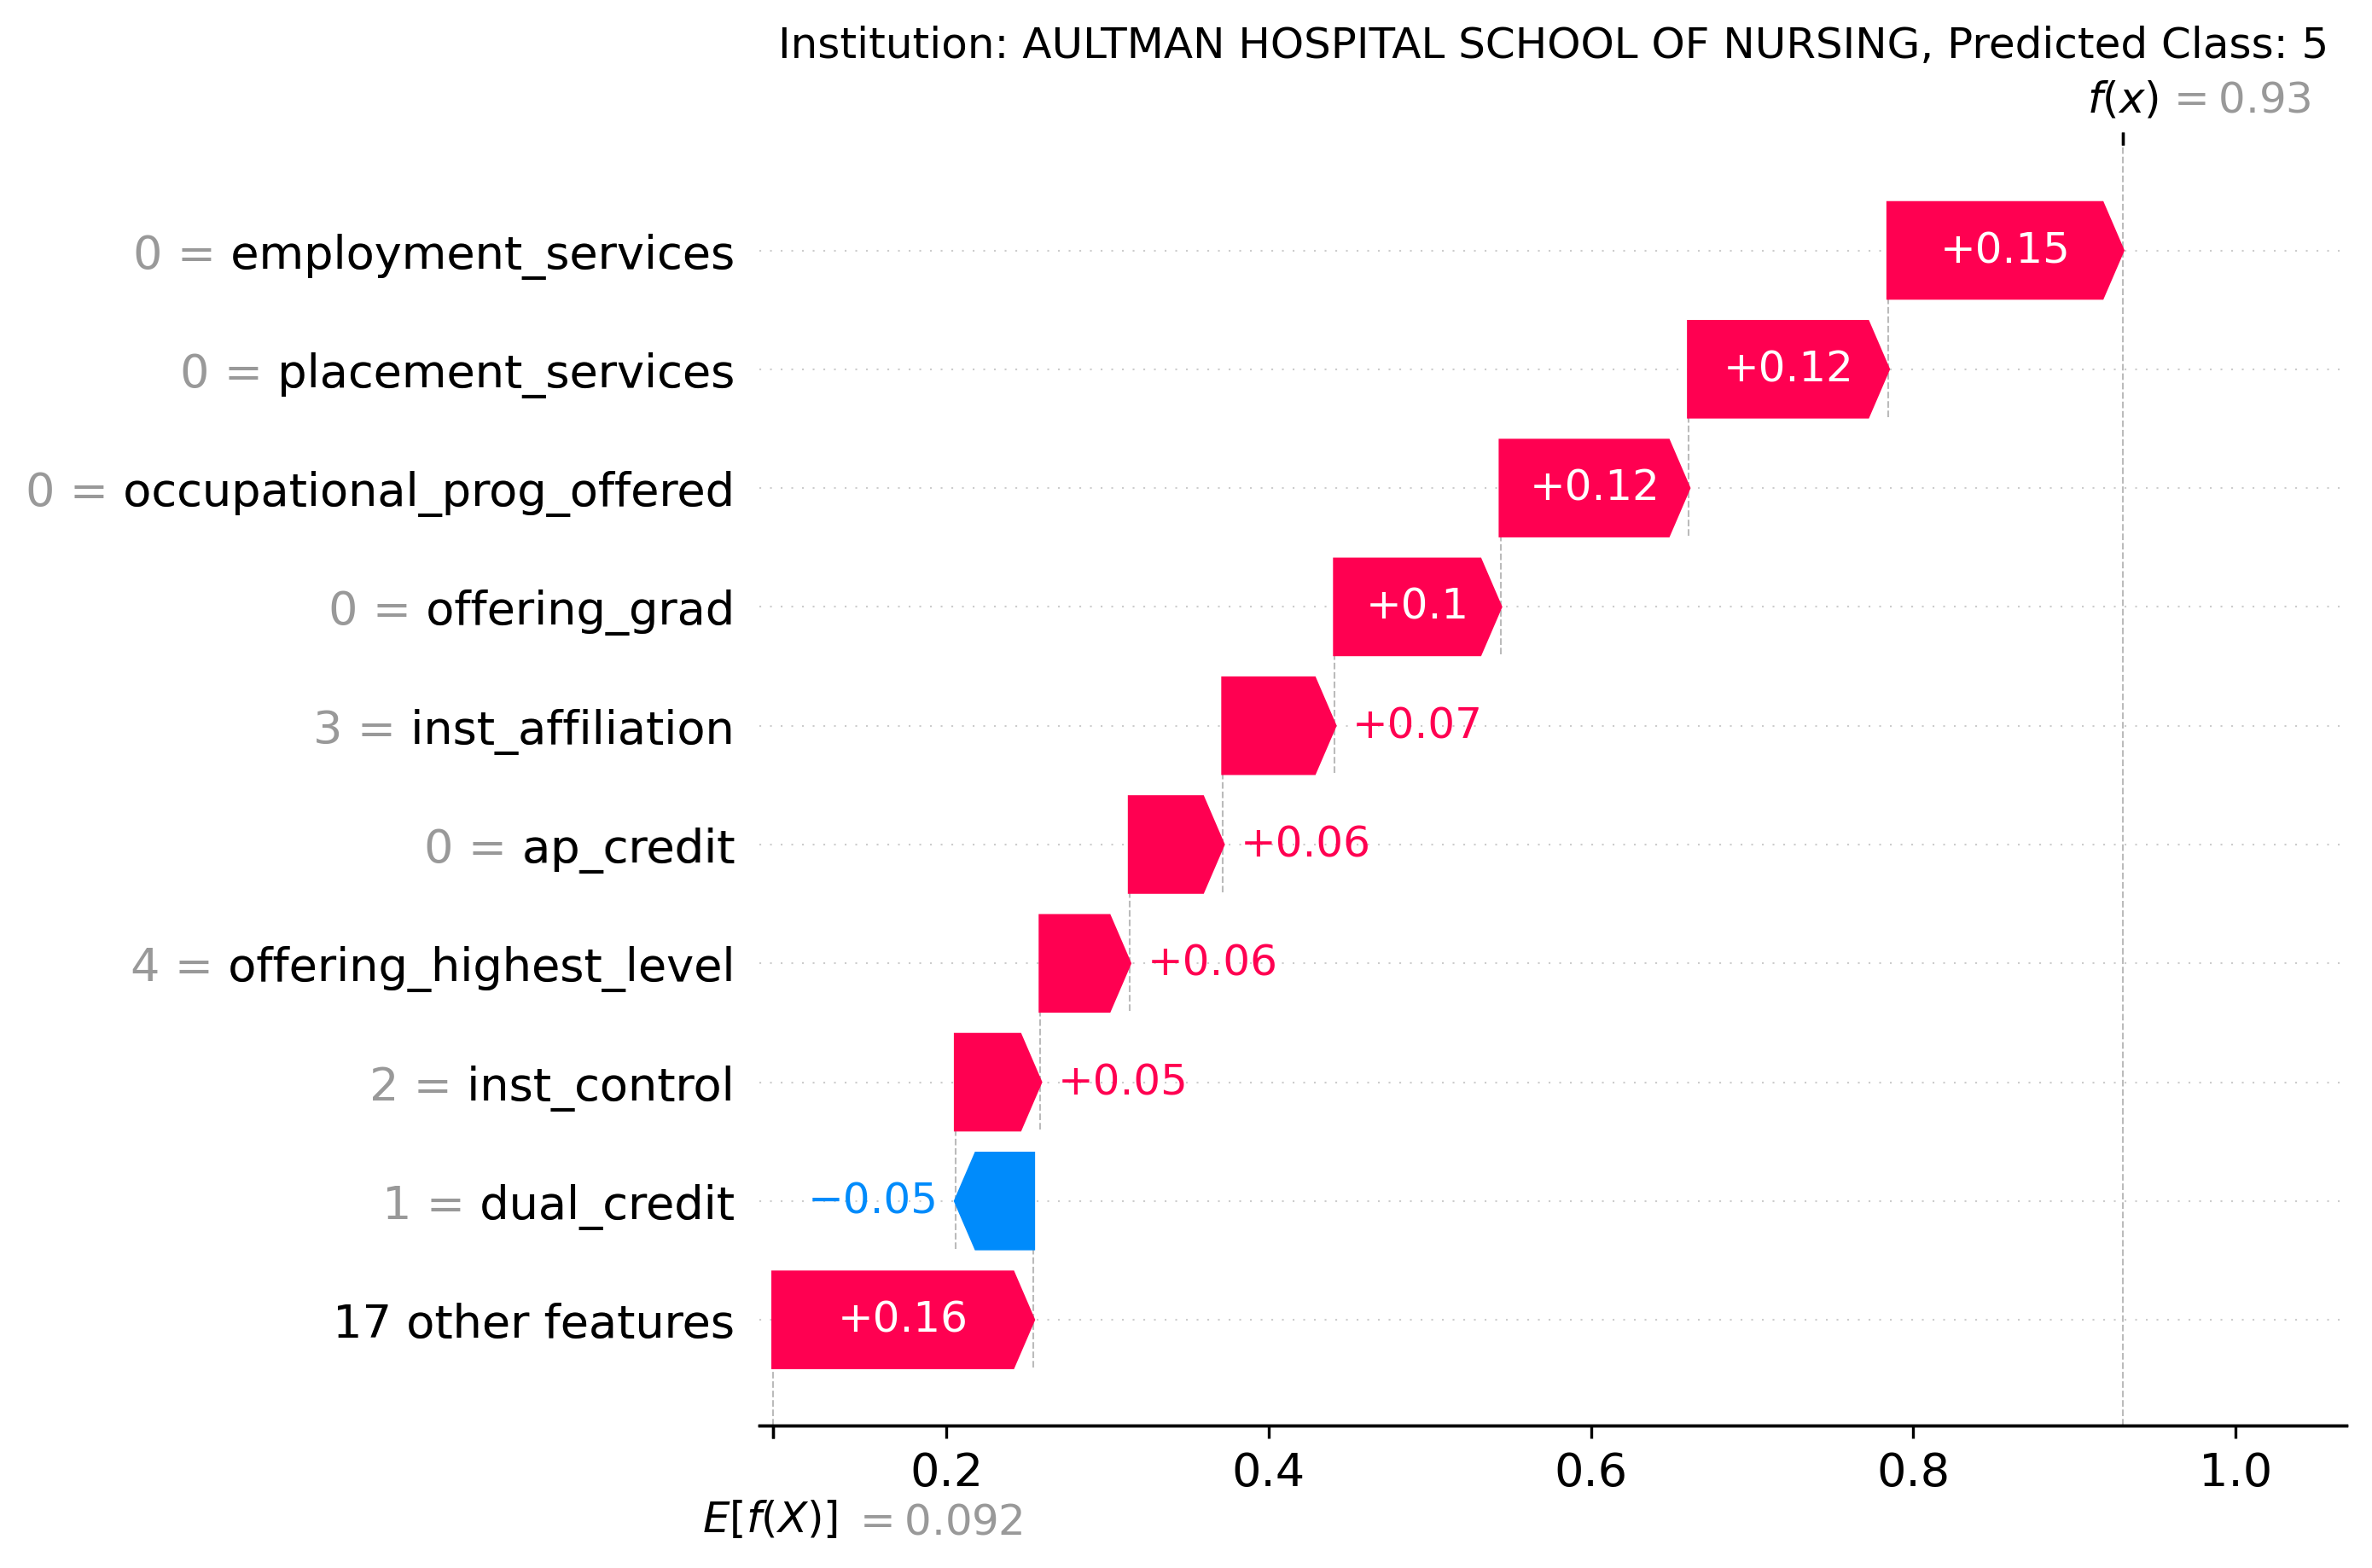 Institution: AULTMAN HOSPITAL SCHOOL OF NURSING, Predicted Class: 5
f(x) = 0.93
0 = employment_services +0.15
0 = placement_services +0.12
0 = occupational_prog_offered +0.12
0 = offering_grad +0.1
3 = inst_affiliation +0.07
0 = ap_credit +0.06
4 = offering_highest_level +0.06
2 = inst_control +0.05
1 = dual_credit −0.05
17 other features +0.16
0.2 0.4 0.6 0.8 1.0
E[f(X)] = 0.092